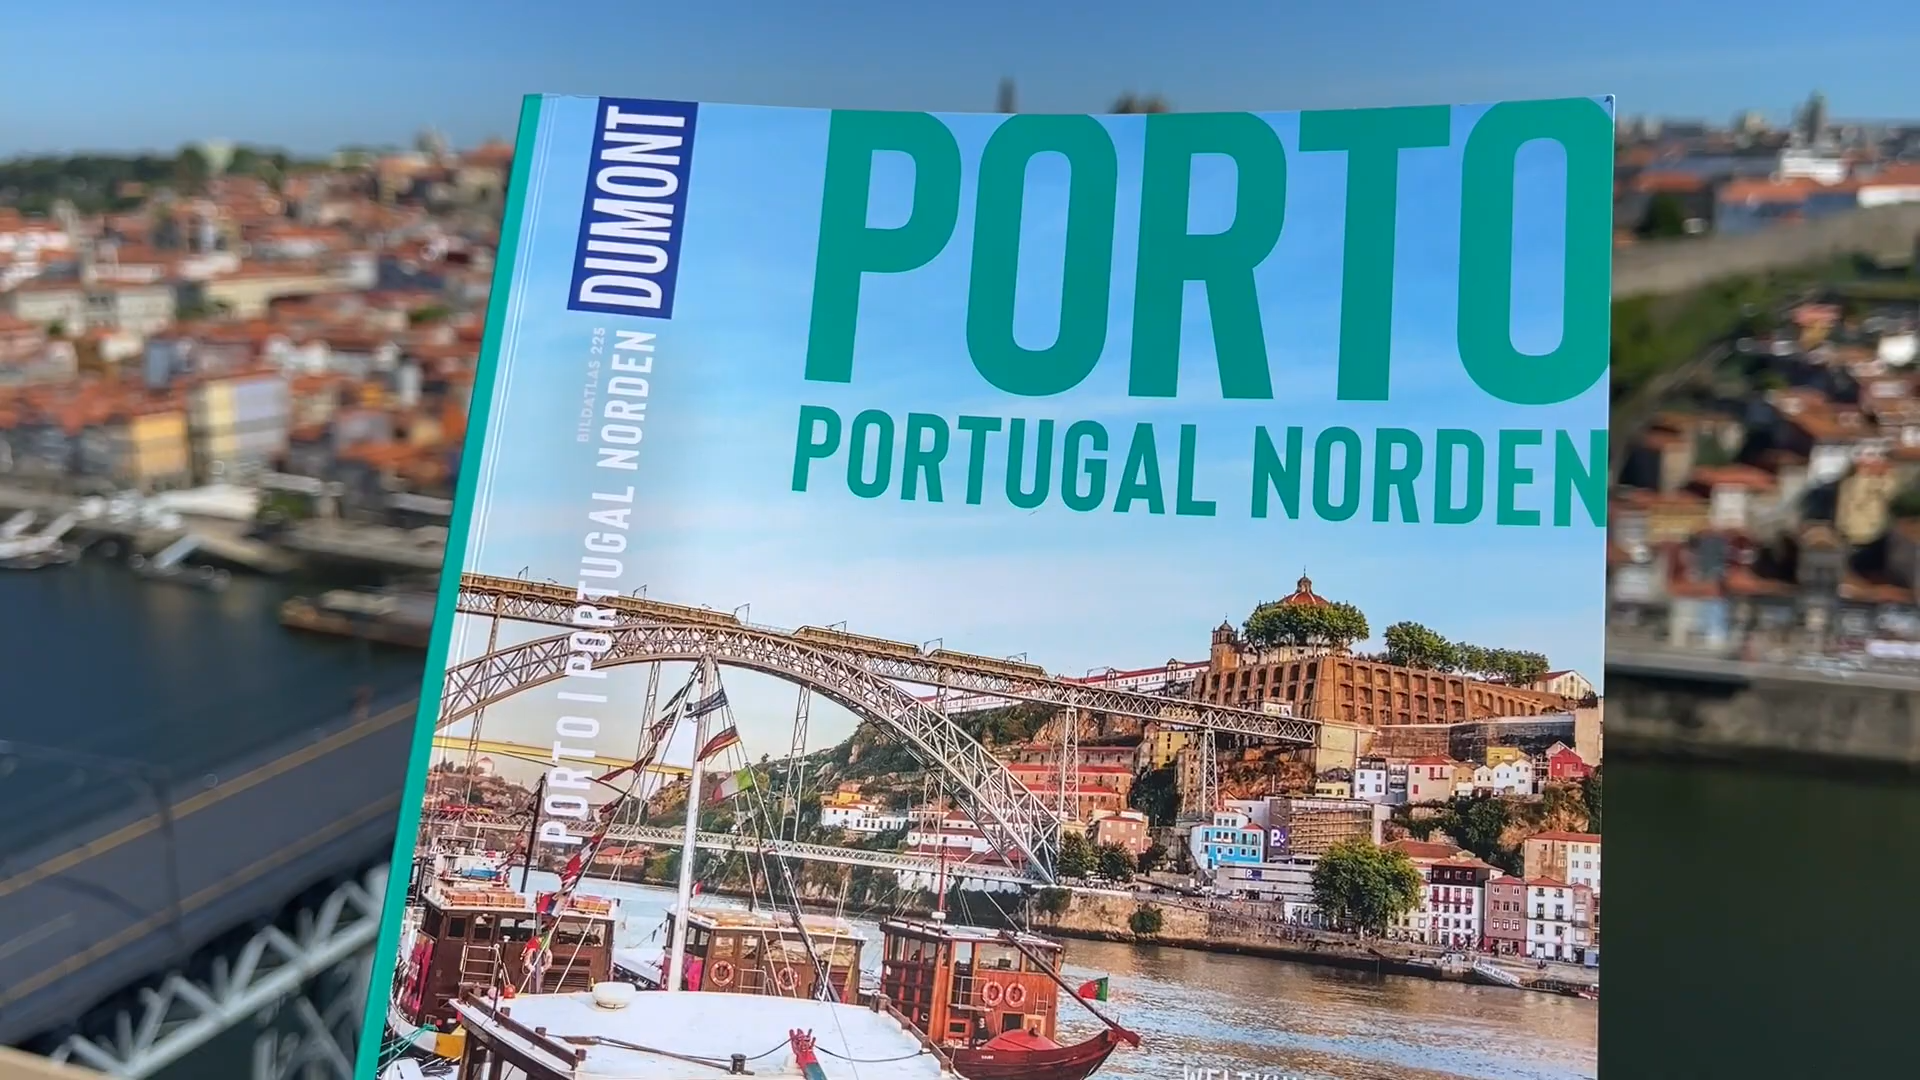 DUMONT
BILDATLAS 225
PORTO | PORTUGAL NORDEN
PORTO
PORTUGAL NORDEN